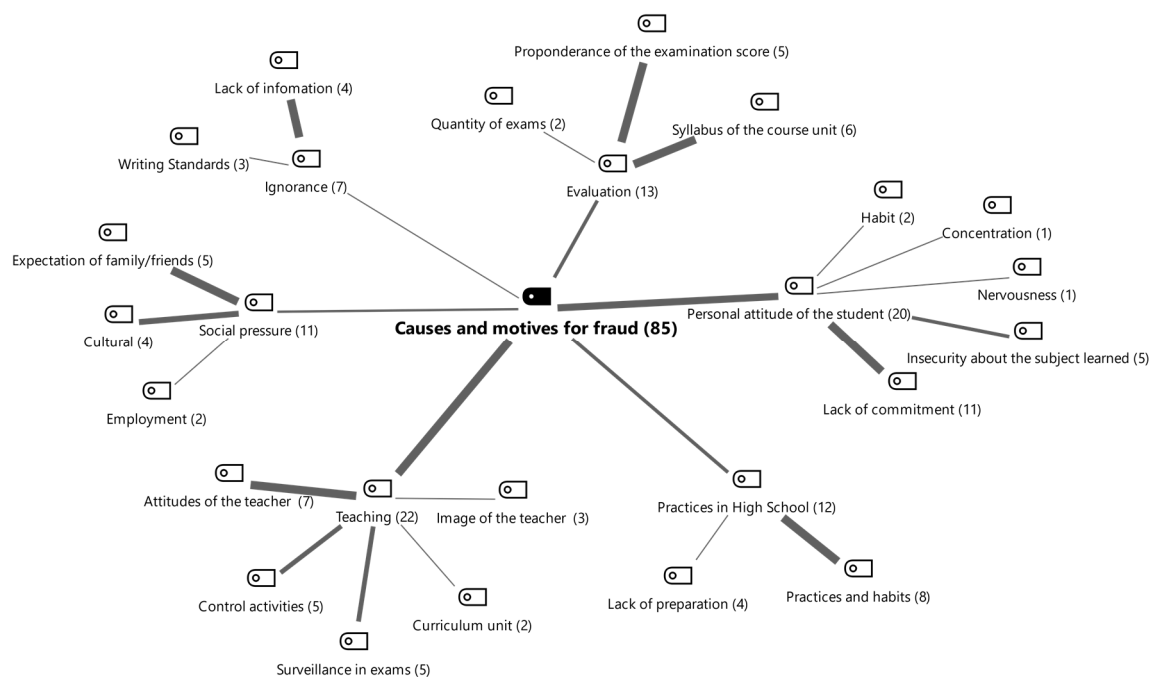 Proponderance of the examination score (5)
Lack of infomation (4)
Quantity of exams (2)
Syllabus of the course unit (6)
Writing Standards (3)
Ignorance (7)
Evaluation (13)
Habit (2)
Concentration (1)
Expectation of family/friends (5)
Nervousness (1)
Personal attitude of the student (20)
Social pressure (11)
Causes and motives for fraud (85)
Cultural (4)
Insecurity about the subject learned (5)
Employment (2)
Lack of commitment (11)
Attitudes of the teacher (7)
Practices in High School (12)
Teaching (22)
Image of the teacher (3)
Practices and habits (8)
Lack of preparation (4)
Control activities (5)
Curriculum unit (2)
Surveillance in exams (5)